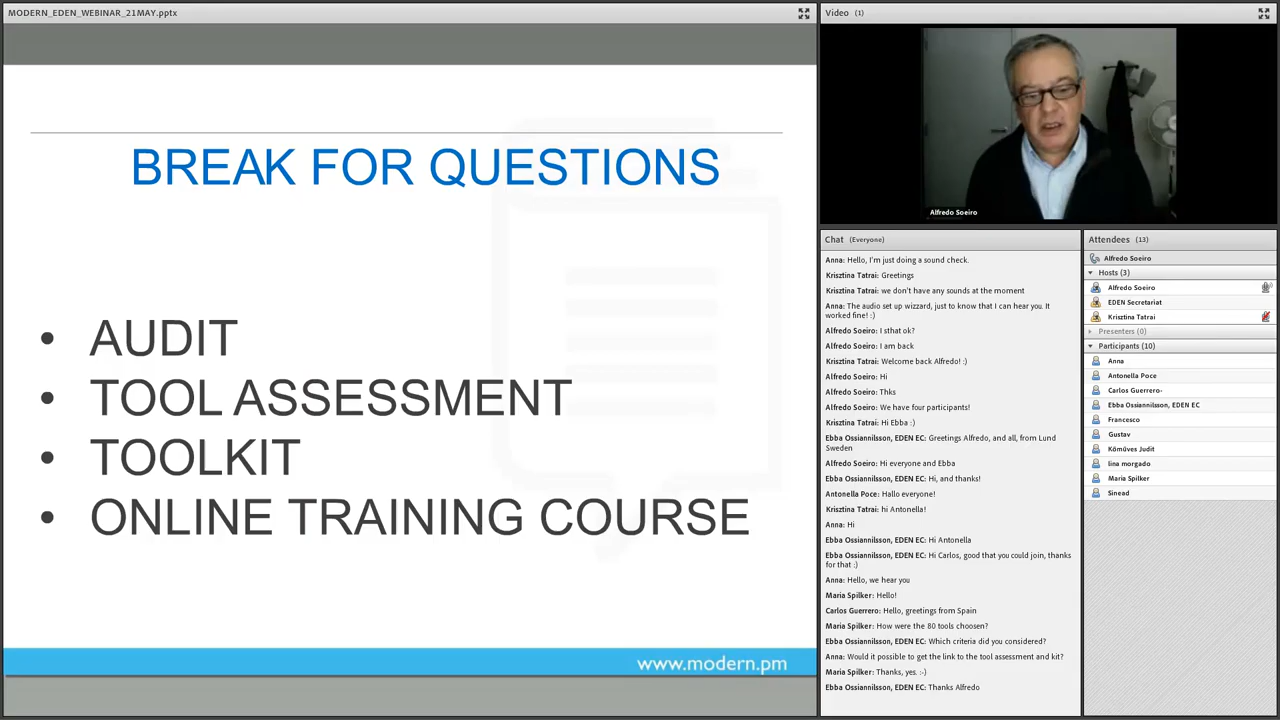 MODERN_EDEN_WEBINAR_21MAY.pptx
BREAK FOR QUESTIONS
• AUDIT
• TOOL ASSESSMENT
• TOOLKIT
• ONLINE TRAINING COURSE
www.modern.pm
Video (1)
Alfredo Soeiro
Chat (Everyone)
Anna: Hello, I'm just doing a sound check.
Krisztina Tatrai: Greetings
Krisztina Tatrai: we don't have any sounds at the moment
Anna: The audio set up wizzard, just to know that I can hear you. It
worked fine! :)
Alfredo Soeiro: I sthat ok?
Alfredo Soeiro: I am back
Krisztina Tatrai: Welcome back Alfredo! :)
Alfredo Soeiro: Hi
Alfredo Soeiro: Thks
Alfredo Soeiro: We have four participants!
Krisztina Tatrai: Hi Ebba :)
Ebba Ossiannilsson, EDEN EC: Greetings Alfredo, and all, from Lund
Sweden
Alfredo Soeiro: Hi everyone and Ebba
Ebba Ossiannilsson, EDEN EC: Hi, and thanks!
Antonella Poce: Hallo everyone!
Krisztina Tatrai: hi Antonella!
Anna: Hi
Ebba Ossiannilsson, EDEN EC: Hi Antonella
Ebba Ossiannilsson, EDEN EC: Hi Carlos, good that you could join, thanks
for that :)
Anna: Hello, we hear you
Maria Spilker: Hello!
Carlos Guerrero: Hello, greetings from Spain
Maria Spilker: How were the 80 tools choosen?
Ebba Ossiannilsson, EDEN EC: Which criteria did you considered?
Anna: Would it possible to get the link to the tool assessment and kit?
Maria Spilker: Thanks, yes. :-)
Ebba Ossiannilsson, EDEN EC: Thanks Alfredo
Attendees (13)
Alfredo Soeiro
Hosts (3)
Alfredo Soeiro
EDEN Secretariat
Krisztina Tatrai
Presenters (0)
Participants (10)
Anna
Antonella Poce
Carlos Guerrero-
Ebba Ossiannilsson, EDEN EC
Francesco
Gustav
Kömüves Judit
lina morgado
Maria Spilker
Sinead